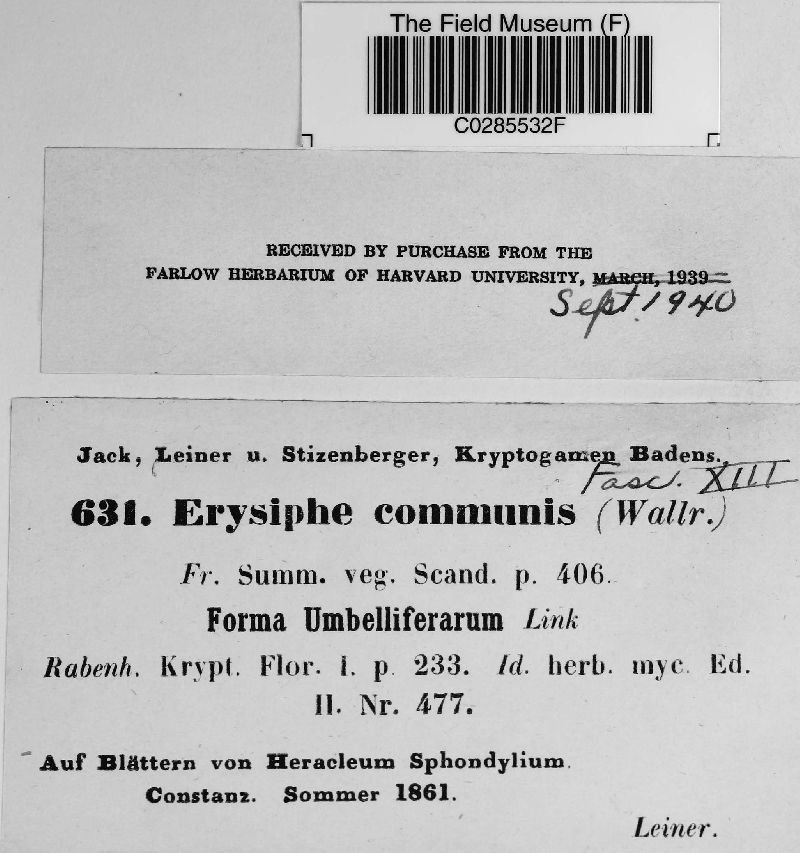 The Field Museum (F)
C0285532F
RECEIVED BY PURCHASE FROM THE
FARLOW HERBARIUM OF HARVARD UNIVERSITY, MARCH, 1939
Sept. 1940
Jack, Leiner u. Stizenberger, Kryptogamen Badens.
Fasc. XIII
631. Erysiphe communis (Wallr.)
Fr. Summ. veg. Scand. p. 406.
Forma Umbelliferarum Link
Rabenh. Krypt. Flor. I. p. 233. Id. herb. myc. Ed.
II. Nr. 477.
Auf Blättern von Heracleum Sphondylium.
Constanz. Sommer 1861.
Leiner.